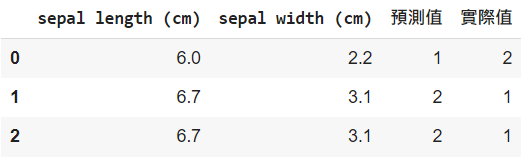 sepal length (cm) sepal width (cm) 預測值 實際值
0 6.0 2.2 1 2
1 6.7 3.1 2 1
2 6.7 3.1 2 1